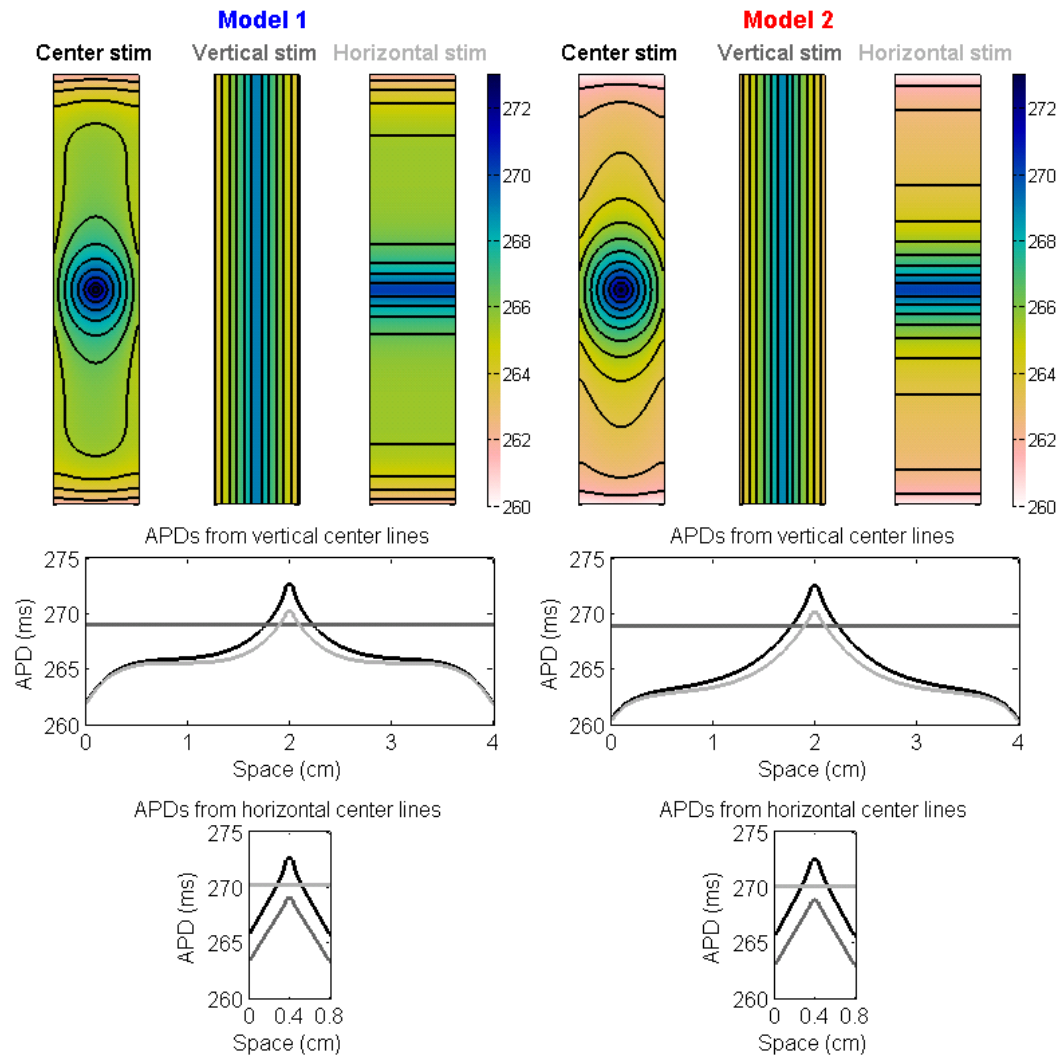 Model 1
Model 2
Center stim Vertical stim Horizontal stim
Center stim Vertical stim Horizontal stim
272
270
268
266
264
262
260
272
270
268
266
264
262
260
APDs from vertical center lines
275
270
265
260
APD (ms)
0 1 2 3 4
Space (cm)
APDs from vertical center lines
275
270
265
260
APD (ms)
0 1 2 3 4
Space (cm)
APDs from horizontal center lines
275
270
265
260
APD (ms)
0 0.4 0.8
Space (cm)
APDs from horizontal center lines
275
270
265
260
APD (ms)
0 0.4 0.8
Space (cm)